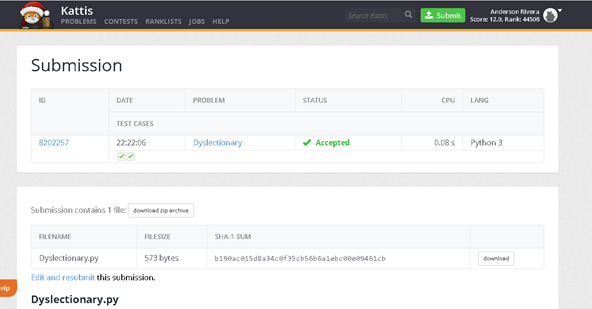 Kattis
PROBLEMS CONTESTS RANKLISTS JOBS HELP
Search Kattis
Submit
Anderson Rivera
Score: 12.0, Rank: 44508
Submission
ID DATE PROBLEM STATUS CPU LANG
TEST CASES
8202257 22:22:06 Dyslectionary Accepted 0.08 s Python 3
Submission contains 1 file: download zip archive
FILENAME FILESIZE SHA-1 SUM
Dyslectionary.py 573 bytes b190ac015d8a34c0f35cb56b6a1ebc00e09461cb download
elp
Edit and resubmit this submission.
Dyslectionary.py